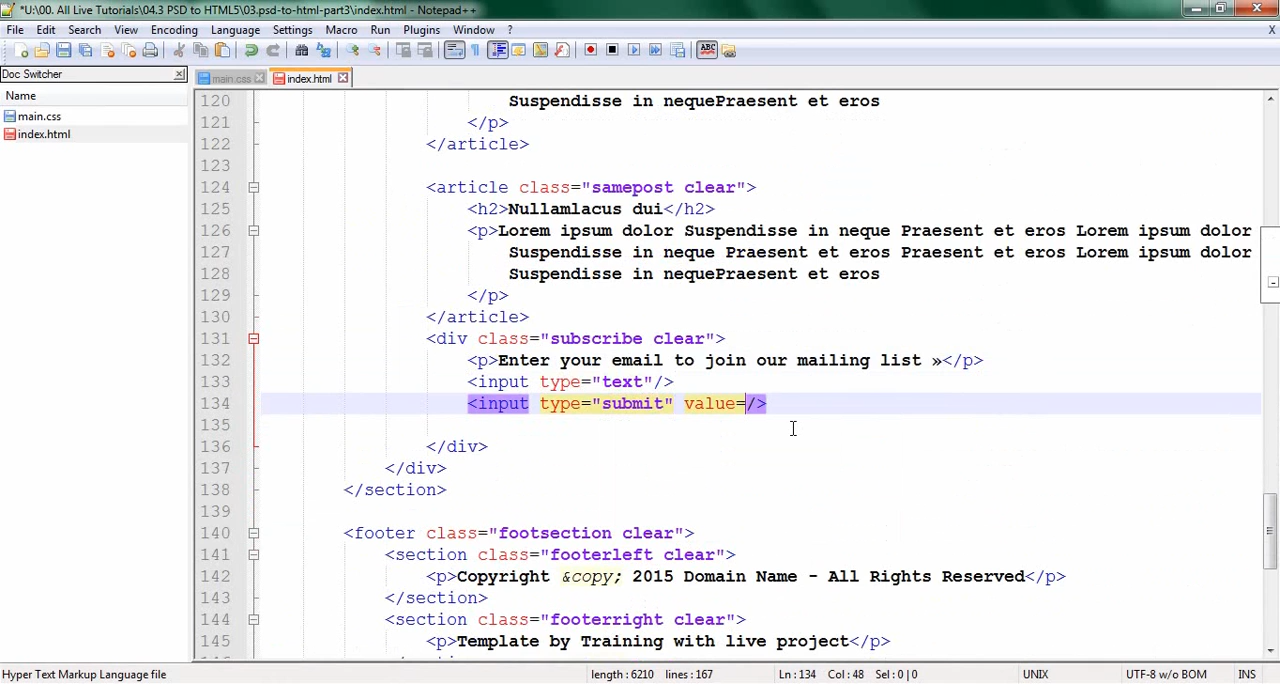 *U:\00. All Live Tutorials\04.3 PSD to HTML5\03.psd-to-html-part3\index.html - Notepad++
File Edit Search View Encoding Language Settings Macro Run Plugins Window ? X
ABC
Doc Switcher
main.css index.html
Name
main.css
index.html
120 Suspendisse in nequePraesent et eros
121 </p>
122 </article>
123
124 <article class="samepost clear">
125 <h2>Nullamlacus dui</h2>
126 <p>Lorem ipsum dolor Suspendisse in neque Praesent et eros Lorem ipsum dolor
127 Suspendisse in neque Praesent et eros Praesent et eros Lorem ipsum dolor
128 Suspendisse in nequePraesent et eros
129 </p>
130 </article>
131 <div class="subscribe clear">
132 <p>Enter your email to join our mailing list »</p>
133 <input type="text"/>
134 <input type="submit" value=/>
135
136 </div>
137 </div>
138 </section>
139
140 <footer class="footsection clear">
141 <section class="footerleft clear">
142 <p>Copyright &copy; 2015 Domain Name - All Rights Reserved</p>
143 </section>
144 <section class="footerright clear">
145 <p>Template by Training with live project</p>
Hyper Text Markup Language file length : 6210 lines : 167 Ln : 134 Col : 48 Sel : 0 | 0 UNIX UTF-8 w/o BOM INS